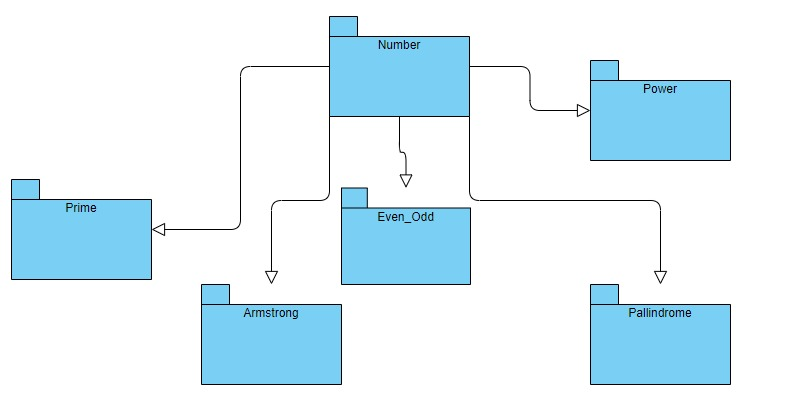 Number
Power
Prime
Even_Odd
Armstrong
Pallindrome